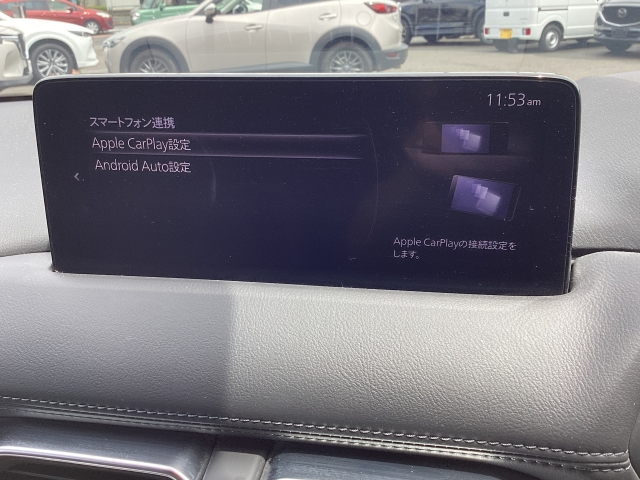 11:53am
スマートフォン連携
Apple CarPlay設定
Android Auto設定
Apple CarPlayの接続設定を
します。